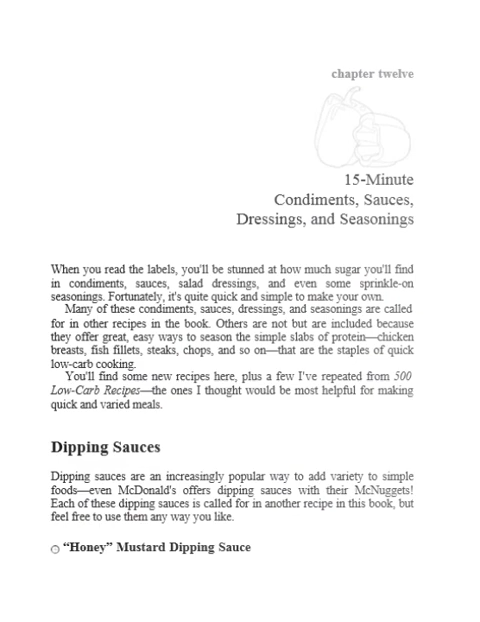 chapter twelve
15-Minute
Condiments, Sauces,
Dressings, and Seasonings
When you read the labels, you'll be stunned at how much sugar you'll find
in condiments, sauces, salad dressings, and even some sprinkle-on
seasonings. Fortunately, it's quite quick and simple to make your own.
Many of these condiments, sauces, dressings, and seasonings are called
for in other recipes in the book. Others are not but are included because
they offer great, easy ways to season the simple slabs of protein—chicken
breasts, fish fillets, steaks, chops, and so on—that are the staples of quick
low-carb cooking.
You'll find some new recipes here, plus a few I've repeated from 500
Low-Carb Recipes—the ones I thought would be most helpful for making
quick and varied meals.
Dipping Sauces
Dipping sauces are an increasingly popular way to add variety to simple
foods—even McDonald's offers dipping sauces with their McNuggets!
Each of these dipping sauces is called for in another recipe in this book, but
feel free to use them any way you like.
“Honey” Mustard Dipping Sauce